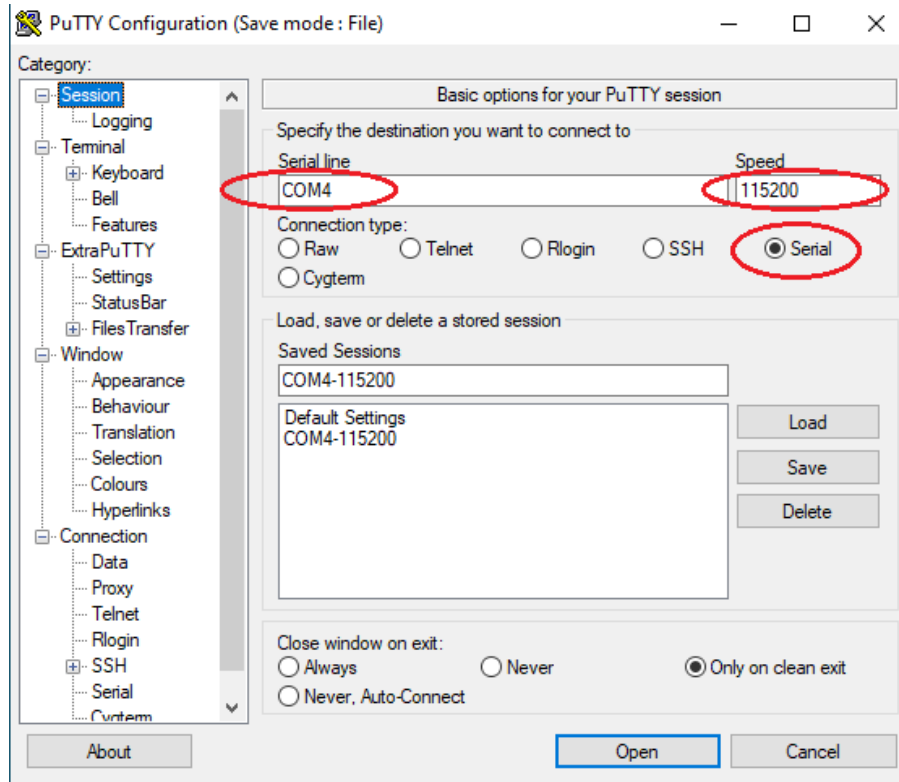 PuTTY Configuration (Save mode : File)
Category:
Session
Logging
Terminal
Keyboard
Bell
Features
ExtraPuTTY
Settings
StatusBar
FilesTransfer
Window
Appearance
Behaviour
Translation
Selection
Colours
Hyperlinks
Connection
Data
Proxy
Telnet
Rlogin
SSH
Serial
Cygterm
About
Basic options for your PuTTY session
Specify the destination you want to connect to
Serial line Speed
COM4 115200
Connection type:
Raw Telnet Rlogin SSH Serial
Cygterm
Load, save or delete a stored session
Saved Sessions
COM4-115200
Default Settings
COM4-115200
Load
Save
Delete
Close window on exit:
Always Never Only on clean exit
Never, Auto-Connect
Open Cancel